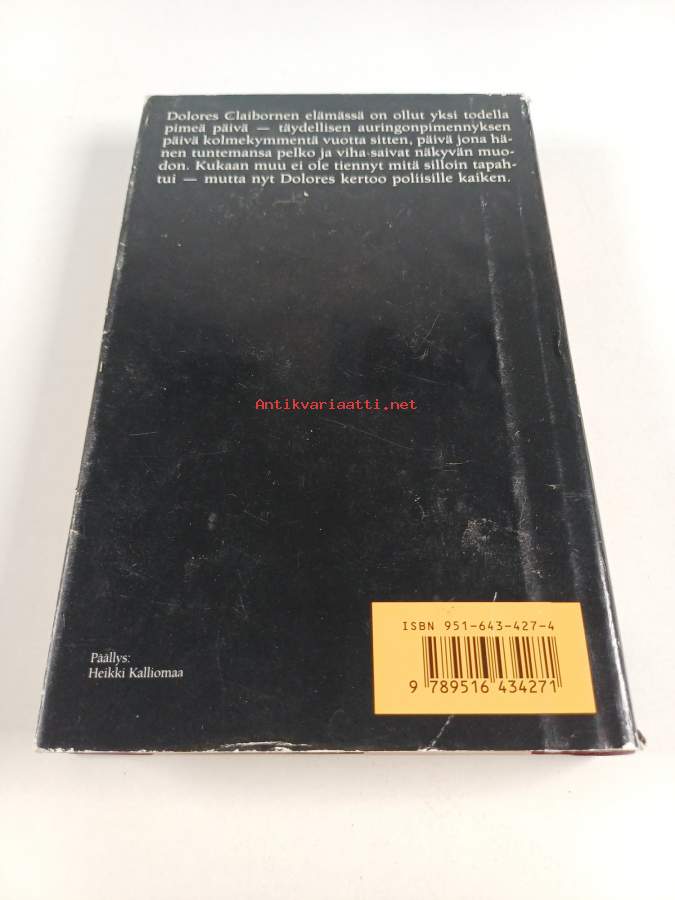 Dolores Claibornen elämässä on ollut yksi todella
pimeä päivä — täydellisen auringonpimennyksen
päivä kolmekymmentä vuotta sitten, päivä jona hä-
nen tuntemansa pelko ja viha saivat näkyvän muo-
don. Kukaan muu ei ole tiennyt mitä silloin tapah-
tui — mutta nyt Dolores kertoo poliisille kaiken.
Antikvariaatti.net
ISBN 951-643-427-4
9 789516 434271
Päällys:
Heikki Kalliomaa